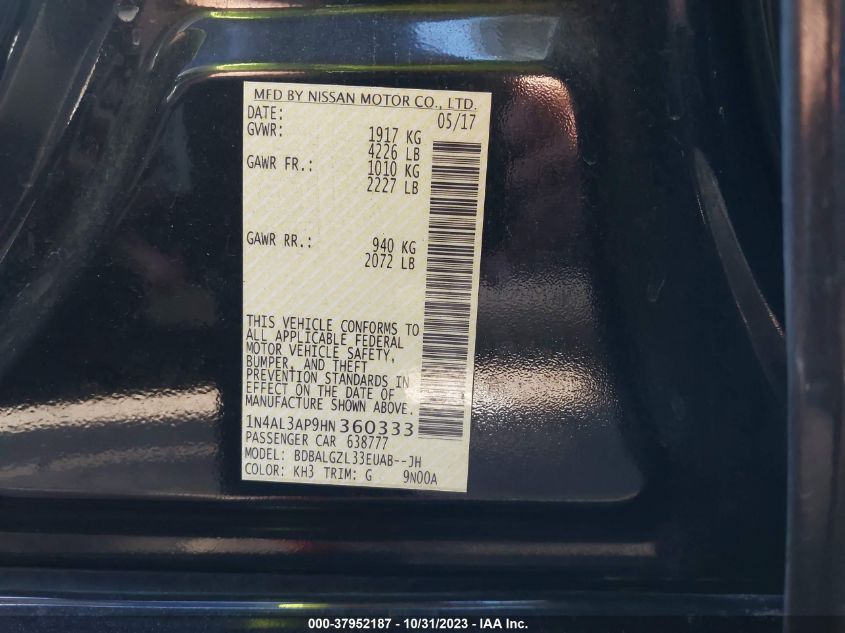 MFD BY NISSAN MOTOR CO., LTD.
DATE: 05/17
GVWR: 1917 KG
4226 LB
GAWR FR.: 1010 KG
2227 LB
GAWR RR.: 940 KG
2072 LB
THIS VEHICLE CONFORMS TO
ALL APPLICABLE FEDERAL
MOTOR VEHICLE SAFETY,
BUMPER, AND THEFT
PREVENTION STANDARDS IN
EFFECT ON THE DATE OF
MANUFACTURE SHOWN ABOVE.
1N4AL3AP9HN 360333
PASSENGER CAR 638777
MODEL: BDBALGZL33EUAB--JH
COLOR: KH3 TRIM: G 9N00A
000-37952187 - 10/31/2023 - IAA Inc.